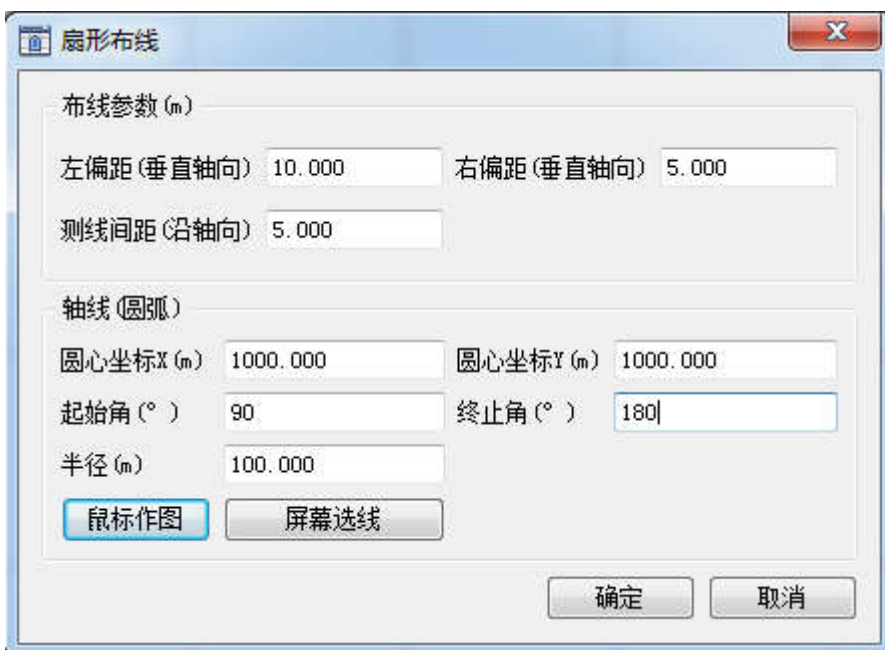 扇形布线
布线参数(m)
左偏距(垂直轴向) 10.000 右偏距(垂直轴向) 5.000
测线间距(沿轴向) 5.000
轴线(圆弧)
圆心坐标X(m) 1000.000 圆心坐标Y(m) 1000.000
起始角(° ) 90 终止角(° ) 180
半径(m) 100.000
鼠标作图 屏幕选线
确定 取消